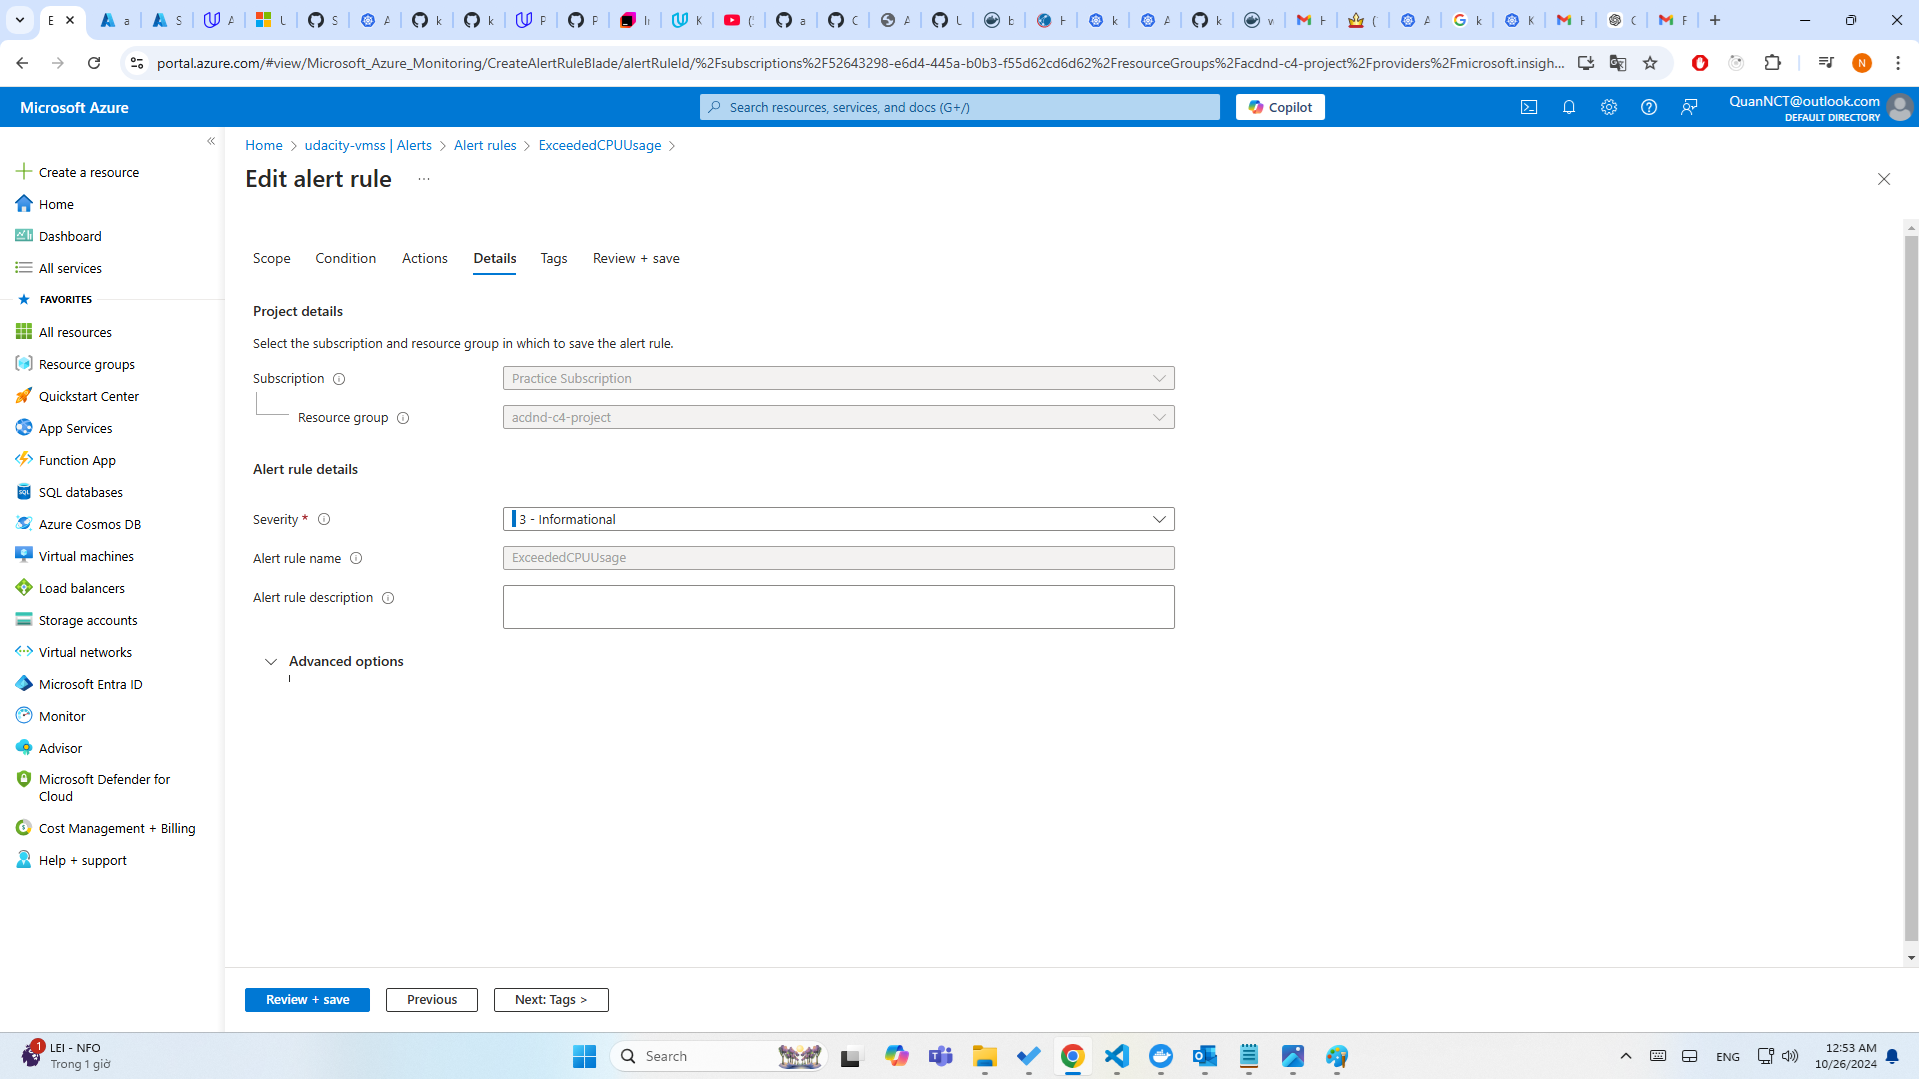 E
a
S
A
U
S
A
k
k
P
P
In
K
(5
a
C
A
U
b
H
k
A
k
w
H
(
A
k
K
H
C
F
portal.azure.com/#view/Microsoft_Azure_Monitoring/CreateAlertRuleBlade/alertRuleId/%2Fsubscriptions%2F52643298-e6d4-445a-b0b3-f55d62cd6d62%2FresourceGroups%2Facdnd-c4-project%2Fproviders%2Fmicrosoft.insigh...
N
Microsoft Azure
Search resources, services, and docs (G+/)
Copilot
QuanNCT@outlook.com
DEFAULT DIRECTORY
Create a resource
Home
Dashboard
All services
FAVORITES
All resources
Resource groups
Quickstart Center
App Services
Function App
SQL databases
Azure Cosmos DB
Virtual machines
Load balancers
Storage accounts
Virtual networks
Microsoft Entra ID
Monitor
Advisor
Microsoft Defender for
Cloud
Cost Management + Billing
Help + support
Home > udacity-vmss | Alerts > Alert rules > ExceededCPUUsage >
Edit alert rule ...
Scope Condition Actions Details Tags Review + save
Project details
Select the subscription and resource group in which to save the alert rule.
Subscription Practice Subscription
Resource group acdnd-c4-project
Alert rule details
Severity * 3 - Informational
Alert rule name ExceededCPUUsage
Alert rule description
Advanced options
Review + save Previous Next: Tags >
1
LEI - NFO
Trong 1 giờ
Search
ENG
12:53 AM
10/26/2024